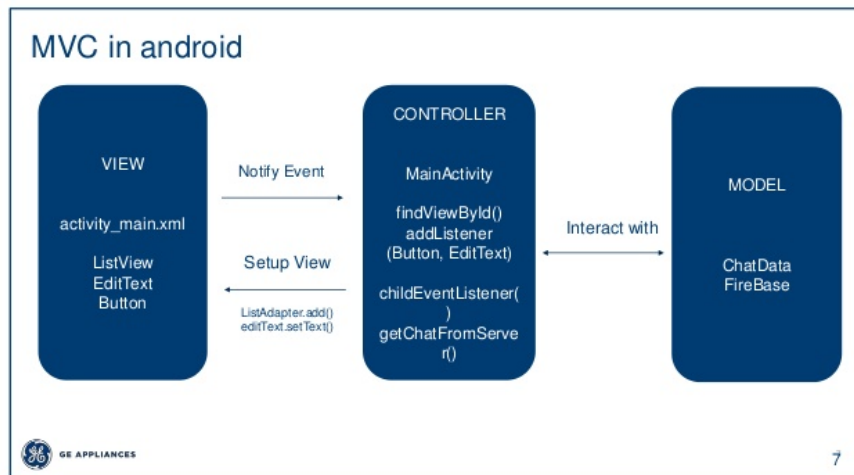 MVC in android
VIEW
activity_main.xml
ListView
EditText
Button
Notify Event
Setup View
ListAdapter.add()
editText.setText()
CONTROLLER
MainActivity
findViewById()
addListener
(Button, EditText)
childEventListener(
)
getChatFromServe
r()
Interact with
MODEL
ChatData
FireBase
GE APPLIANCES
7